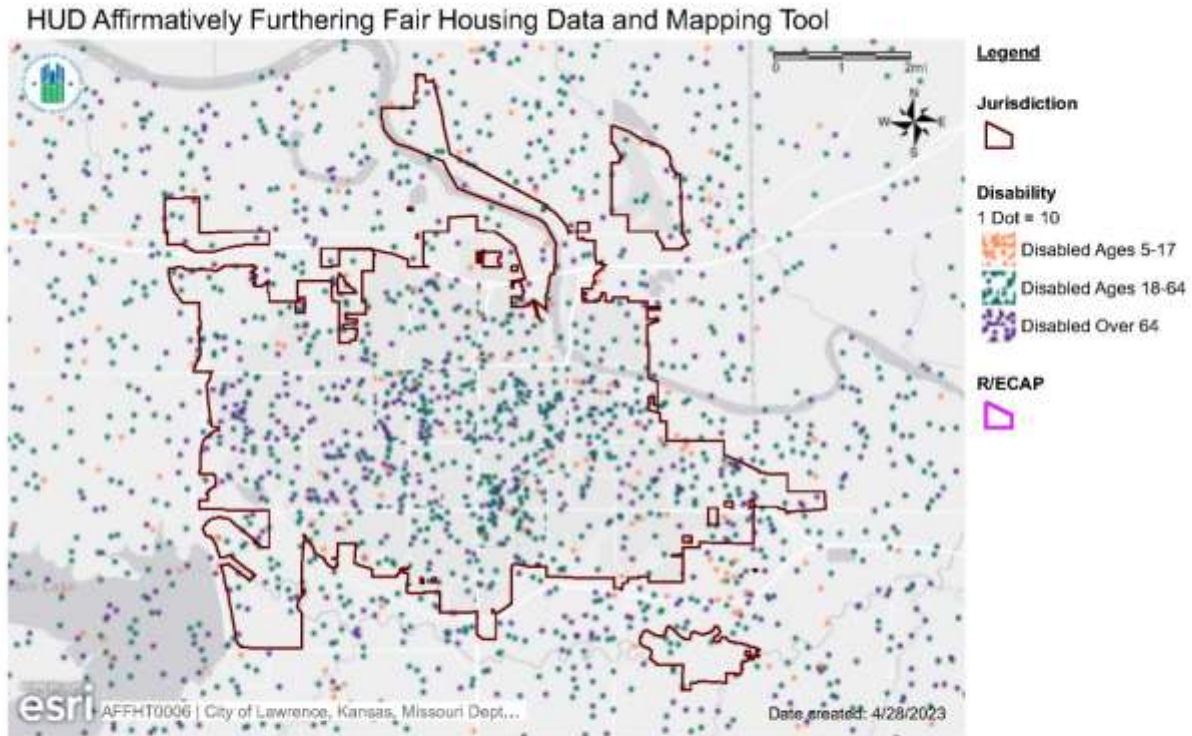 HUD Affirmatively Furthering Fair Housing Data and Mapping Tool
0 1 2mi
N
W E
S
Legend
Jurisdiction
Disability
1 Dot = 10
Disabled Ages 5-17
Disabled Ages 18-64
Disabled Over 64
R/ECAP
esri
AFFHT0006 | City of Lawrence, Kansas, Missouri Dept...
Date created: 4/28/2023